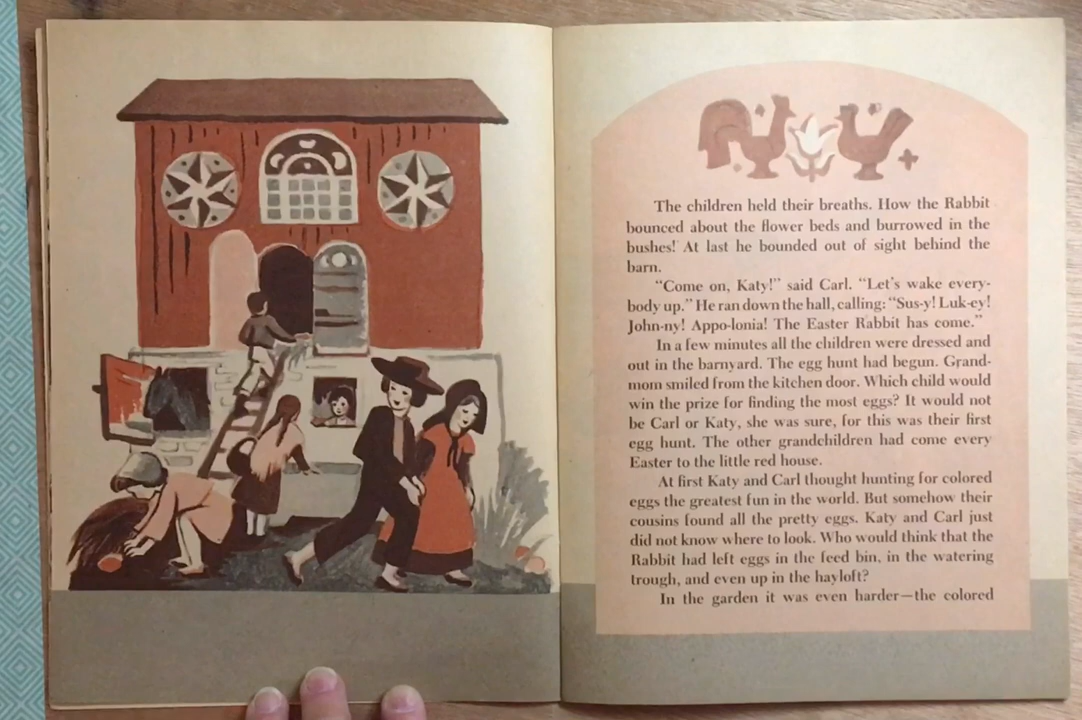 The children held their breaths. How the Rabbit
bounced about the flower beds and burrowed in the
bushes! At last he bounded out of sight behind the
barn.
"Come on, Katy!" said Carl. "Let's wake every-
body up." He ran down the hall, calling: "Sus-y! Luk-ey!
John-ny! Appo-lonia! The Easter Rabbit has come."
In a few minutes all the children were dressed and
out in the barnyard. The egg hunt had begun. Grand-
mom smiled from the kitchen door. Which child would
win the prize for finding the most eggs? It would not
be Carl or Katy, she was sure, for this was their first
egg hunt. The other grandchildren had come every
Easter to the little red house.
At first Katy and Carl thought hunting for colored
eggs the greatest fun in the world. But somehow their
cousins found all the pretty eggs. Katy and Carl just
did not know where to look. Who would think that the
Rabbit had left eggs in the feed bin, in the watering
trough, and even up in the hayloft?
In the garden it was even harder—the colored